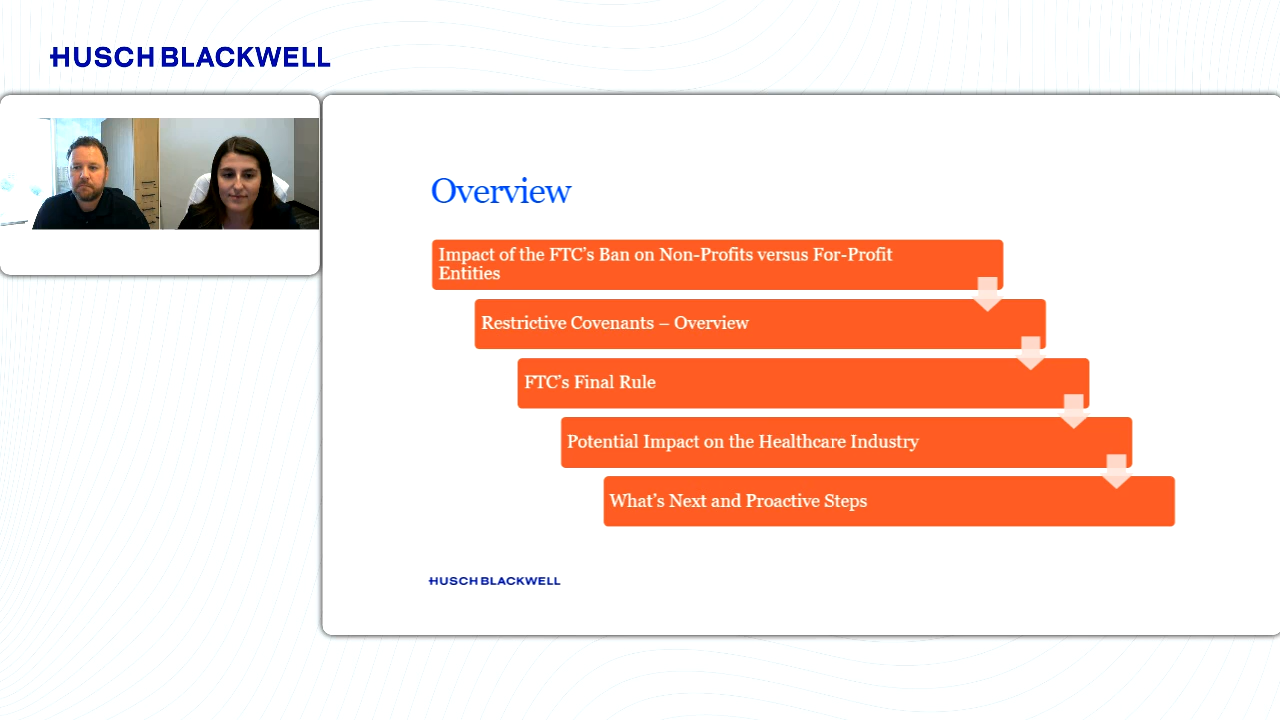 HUSCH BLACKWELL
Overview
Impact of the FTC’s Ban on Non-Profits versus For-Profit
Entities
Restrictive Covenants – Overview
FTC’s Final Rule
Potential Impact on the Healthcare Industry
What’s Next and Proactive Steps
HUSCH BLACKWELL